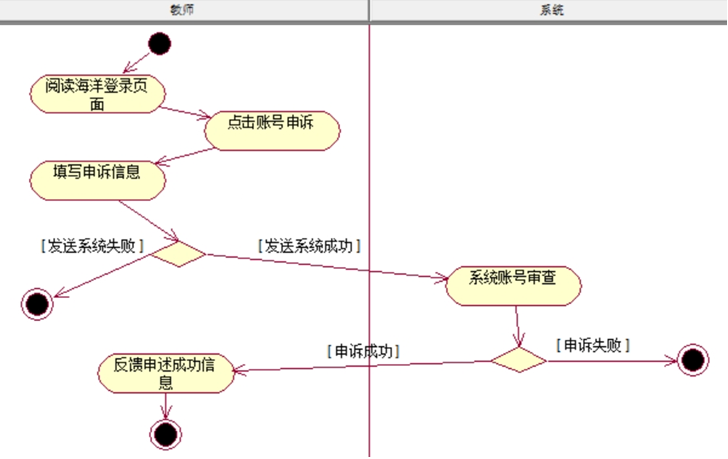 教师
系统
阅读海洋登录页
面
点击账号申诉
填写申诉信息
[发送系统失败]
[发送系统成功]
系统账号审查
[申诉成功]
[申诉失败]
反馈申述成功信
息